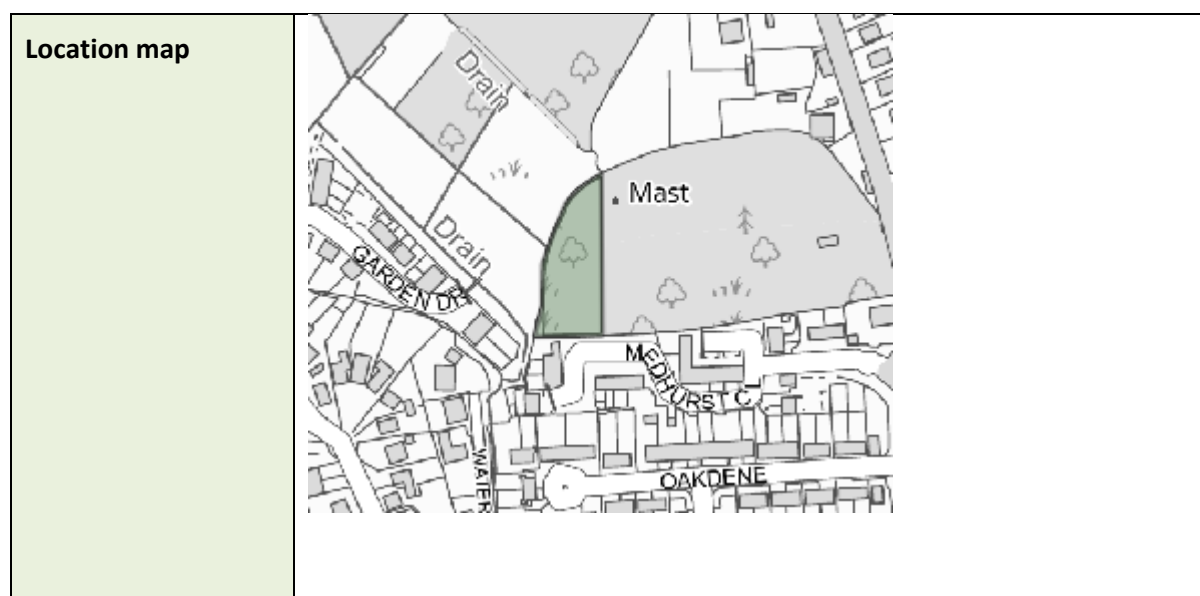 Location map
Drain
Mast
Drain
GARDEN DR
MEDHURST C
WATER
OAKDENE